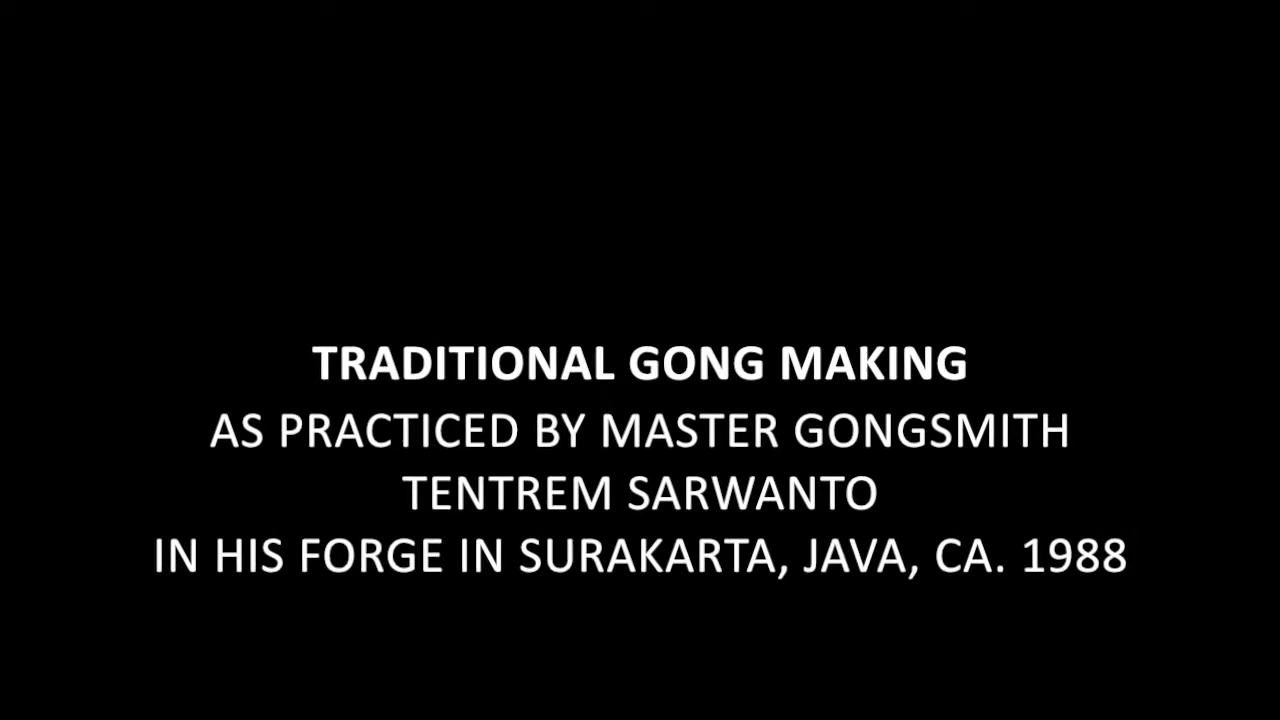 TRADITIONAL GONG MAKING
AS PRACTICED BY MASTER GONGSMITH
TENTREM SARWANTO
IN HIS FORGE IN SURAKARTA, JAVA, CA. 1988